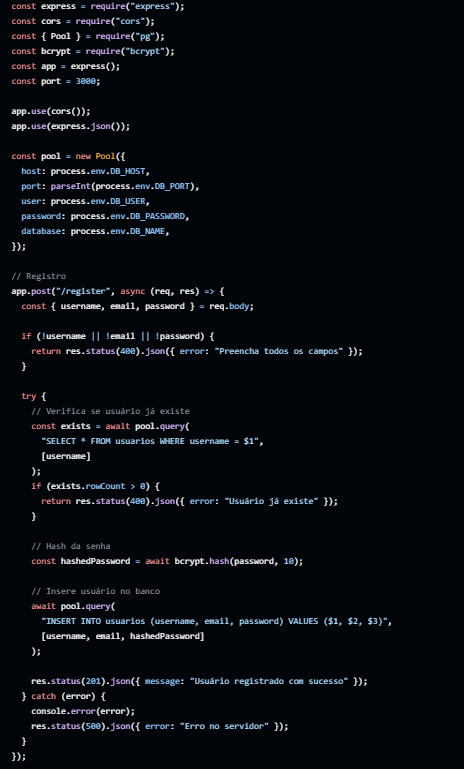 const express = require("express");
const cors = require("cors");
const { Pool } = require("pg");
const bcrypt = require("bcrypt");
const app = express();
const port = 3000;

app.use(cors());
app.use(express.json());

const pool = new Pool({
  host: process.env.DB_HOST,
  port: parseInt(process.env.DB_PORT),
  user: process.env.DB_USER,
  password: process.env.DB_PASSWORD,
  database: process.env.DB_NAME,
});

// Registro
app.post("/register", async (req, res) => {
  const { username, email, password } = req.body;

  if (!username || !email || !password) {
    return res.status(400).json({ error: "Preencha todos os campos" });
  }

  try {
    // Verifica se usuário já existe
    const exists = await pool.query(
      "SELECT * FROM usuarios WHERE username = $1",
      [username]
    );
    if (exists.rowCount > 0) {
      return res.status(400).json({ error: "Usuário já existe" });
    }

    // Hash da senha
    const hashedPassword = await bcrypt.hash(password, 10);

    // Insere usuário no banco
    await pool.query(
      "INSERT INTO usuarios (username, email, password) VALUES ($1, $2, $3)",
      [username, email, hashedPassword]
    );

    res.status(201).json({ message: "Usuário registrado com sucesso" });
  } catch (error) {
    console.error(error);
    res.status(500).json({ error: "Erro no servidor" });
  }
});